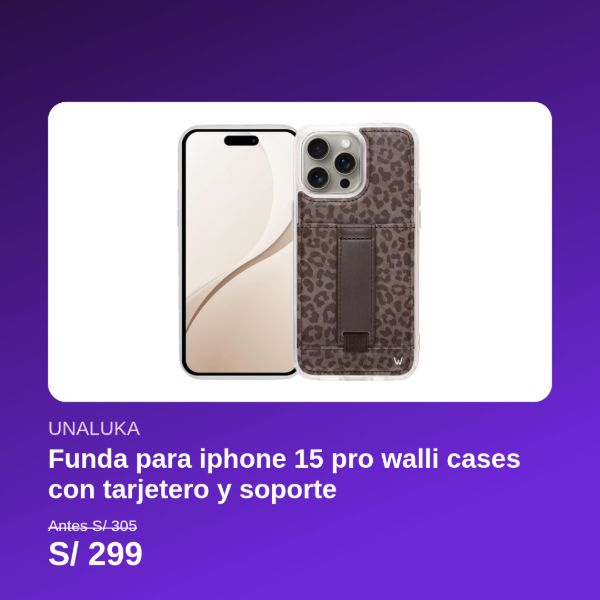 W
UNALUKA
Funda para iphone 15 pro walli cases
con tarjetero y soporte
Antes S/ 305
S/ 299